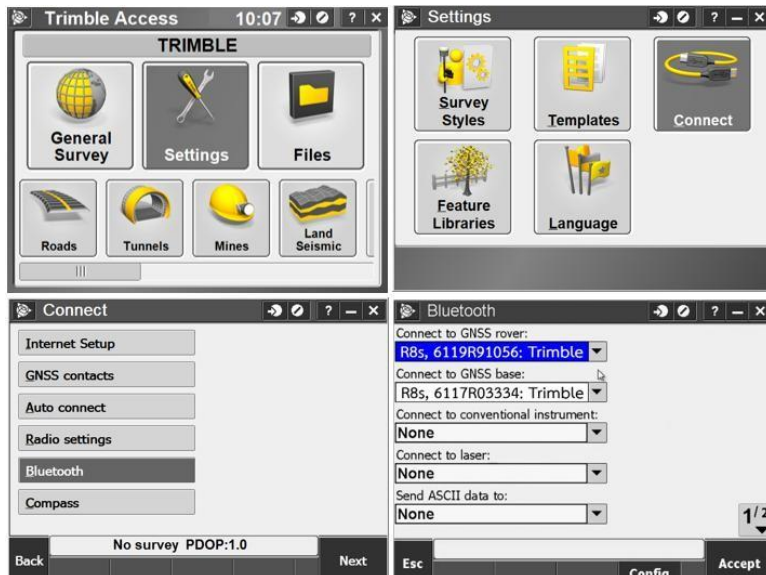 Trimble Access 10:07 ? ×
TRIMBLE
General Survey
Settings
Files
Roads
Tunnels
Mines
Land Seismic
Settings ? – ×
Survey Styles
Templates
Connect
Feature Libraries
Language
Connect ? – ×
Internet Setup
GNSS contacts
Auto connect
Radio settings
Bluetooth
Compass
No survey PDOP:1.0
Back
Next
Bluetooth ? – ×
Connect to GNSS rover:
R8s, 6119R91056: Trimble
Connect to GNSS base:
R8s, 6117R03334: Trimble
Connect to conventional instrument:
None
Connect to laser:
None
Send ASCII data to:
None
1/2
Esc
Config
Accept